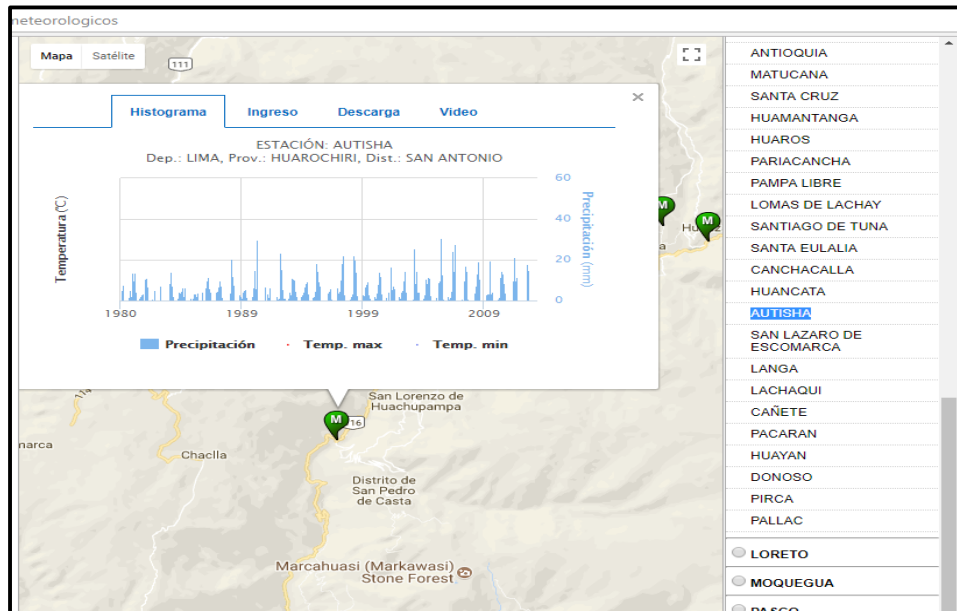 neteorologicos
Mapa Satélite
111
Histograma Ingreso Descarga Video
ESTACIÓN: AUTISHA
Dep.: LIMA, Prov.: HUAROCHIRI, Dist.: SAN ANTONIO
Temperatura (°C)
60
40
20
0
Precipitación (mm)
1980 1989 1999 2009
Precipitación Temp. max Temp. min
M
M
M
16
San Lorenzo de
Huachupampa
Chaclla
Distrito de
San Pedro
de Casta
Marcahuasi (Markawasi)
Stone Forest
ANTIOQUIA
MATUCANA
SANTA CRUZ
HUAMANTANGA
HUAROS
PARIACANCHA
PAMPA LIBRE
LOMAS DE LACHAY
SANTIAGO DE TUNA
SANTA EULALIA
CANCHACALLA
HUANCATA
AUTISHA
SAN LAZARO DE
ESCOMARCA
LANGA
LACHAQUI
CAÑETE
PACARAN
HUAYAN
DONOSO
PIRCA
PALLAC
LORETO
MOQUEGUA
PASCO